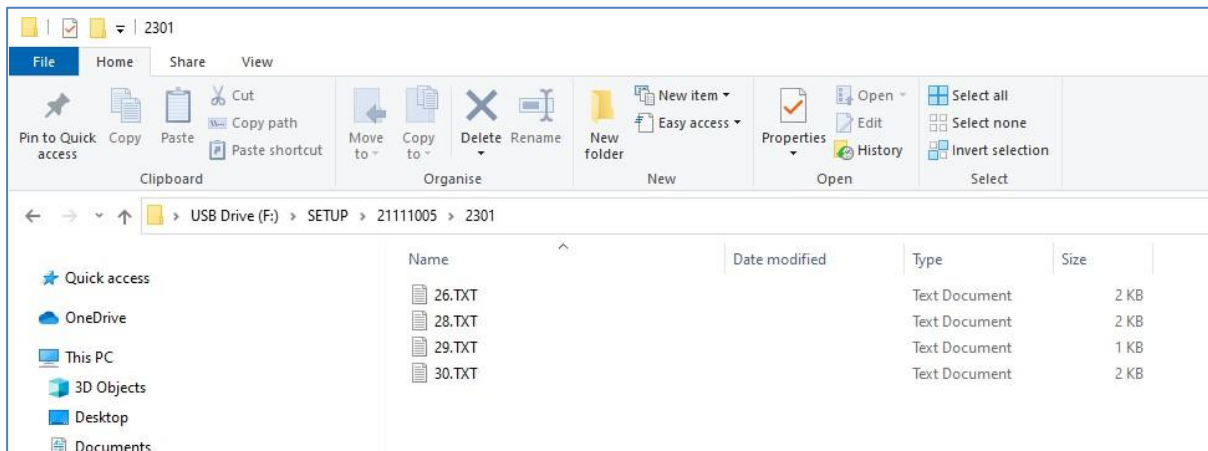 2301
File Home Share View
Pin to Quick access
Copy
Paste
Cut
Copy path
Paste shortcut
Clipboard
Move to
Copy to
Delete
Rename
Organise
New folder
New item
Easy access
New
Properties
Open
Edit
History
Open
Select all
Select none
Invert selection
Select
USB Drive (F:) > SETUP > 21111005 > 2301
Name Date modified Type Size
26.TXT Text Document 2 KB
28.TXT Text Document 2 KB
29.TXT Text Document 1 KB
30.TXT Text Document 2 KB
Quick access
OneDrive
This PC
3D Objects
Desktop
Documents